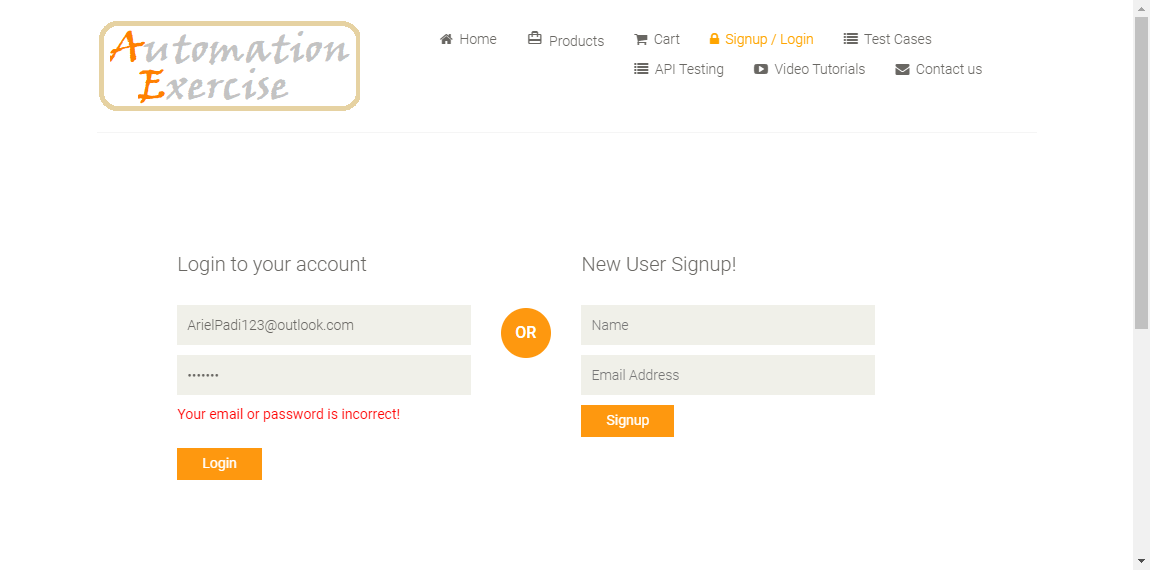 Automation
Exercise
Home Products Cart Signup / Login Test Cases
API Testing Video Tutorials Contact us
Login to your account
ArielPadi123@outlook.com
•••••••
Your email or password is incorrect!
Login
OR
New User Signup!
Name
Email Address
Signup